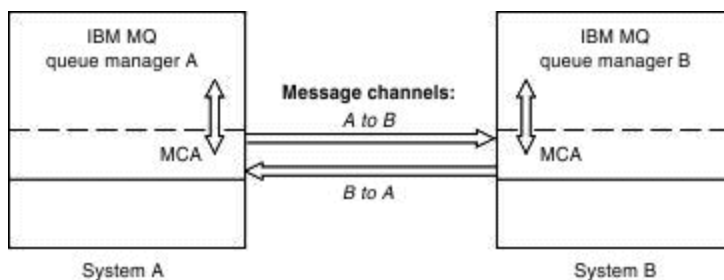 IBM MQ
queue manager A
MCA
System A
Message channels:
A to B
B to A
IBM MQ
queue manager B
MCA
System B